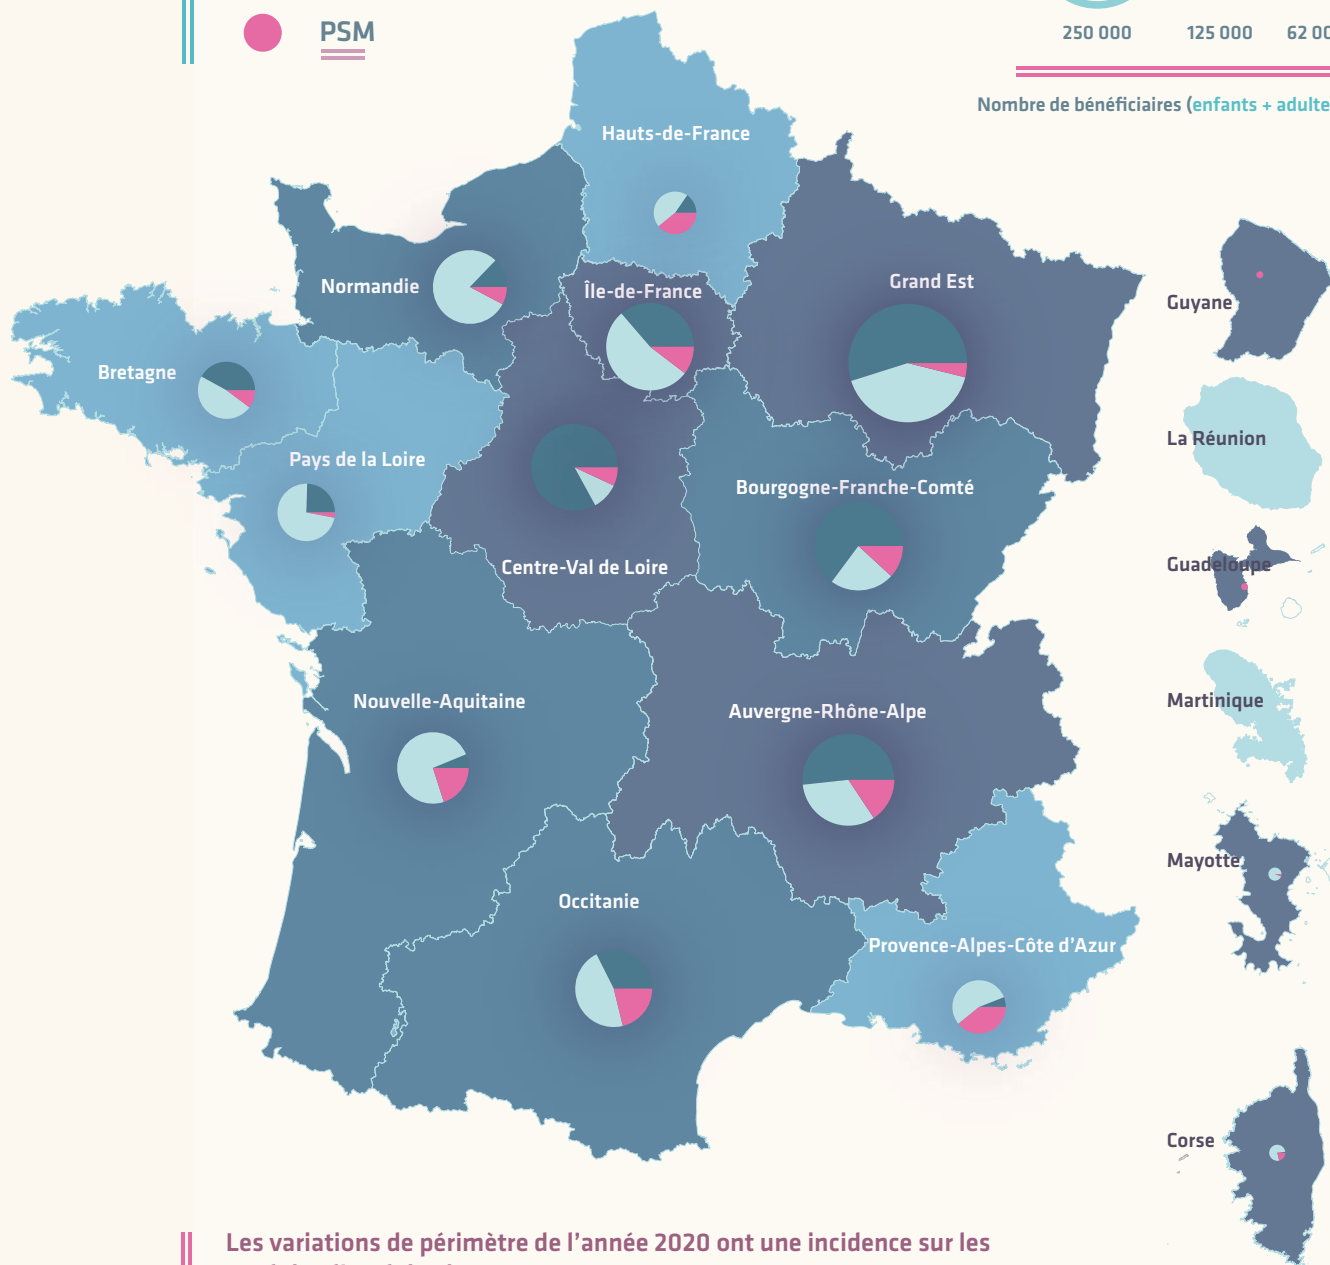 PSM
250 000 125 000 62 00
Nombre de bénéficiaires (enfants + adulte
Hauts-de-France
Normandie
Île-de-France
Grand Est
Guyane
Bretagne
La Réunion
Pays de la Loire
Bourgogne-Franche-Comté
Centre-Val de Loire
Guadeloupe
Nouvelle-Aquitaine
Auvergne-Rhône-Alpe
Martinique
Mayotte
Occitanie
Provence-Alpes-Côte d'Azur
Corse
Les variations de périmètre de l'année 2020 ont une incidence sur les